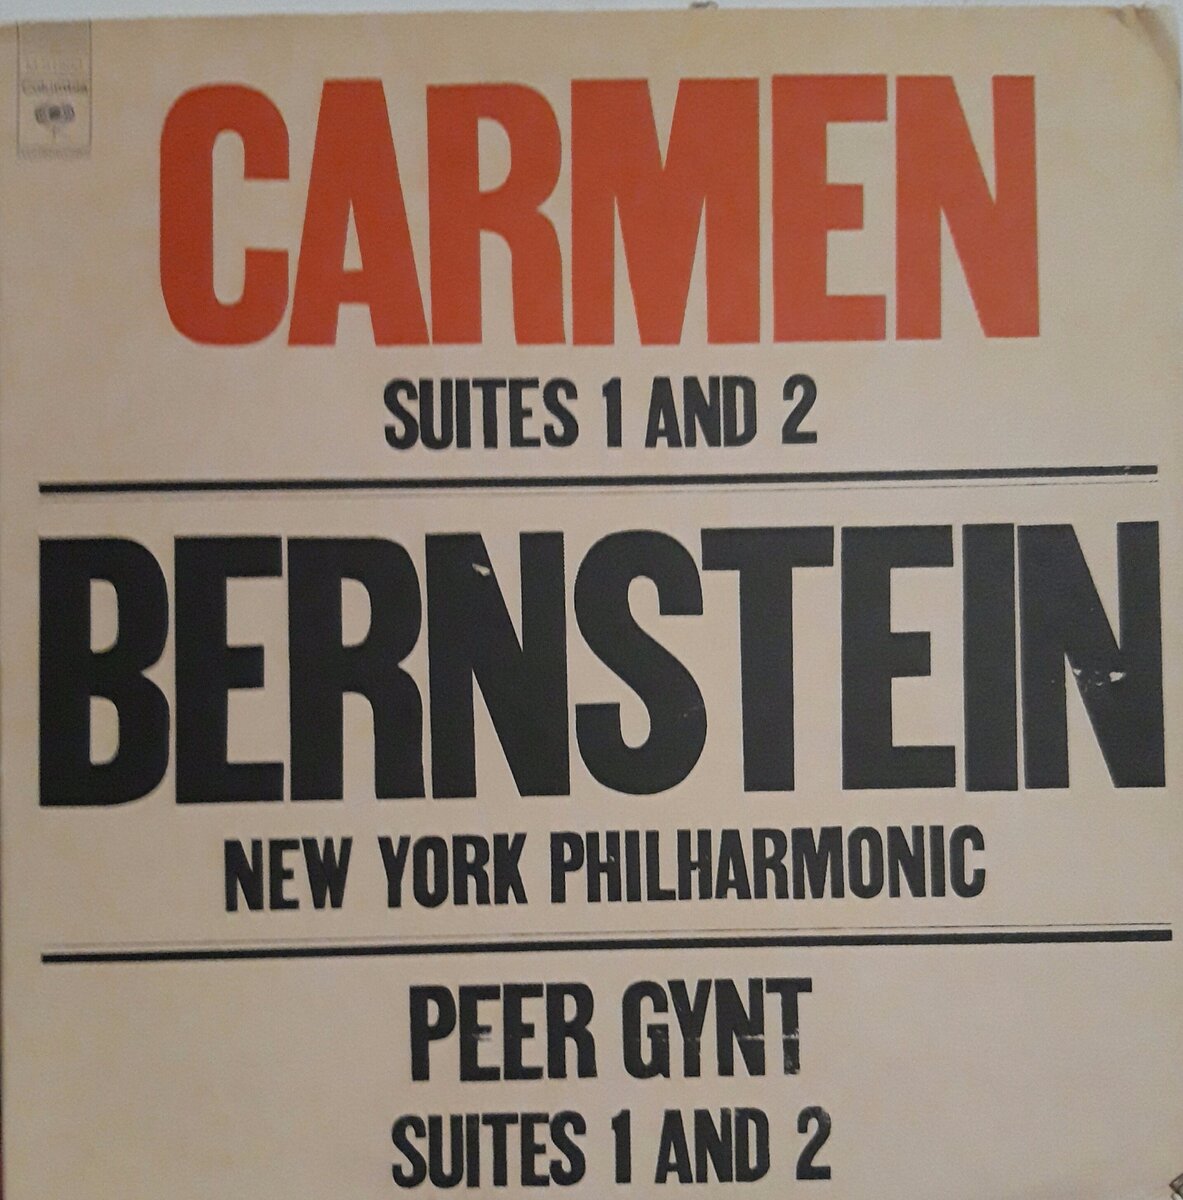 Columbia
CARMEN
SUITES 1 AND 2
BERNSTEIN
NEW YORK PHILHARMONIC
PEER GYNT
SUITES 1 AND 2